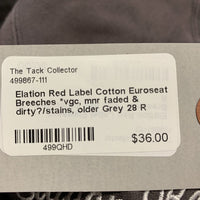 The Tack Collector
499867-111
Elation Red Label Cotton Euroseat
Breeches *vgc, mnr faded &
dirty?/stains, older Grey 28 R
$36.00
499QHD